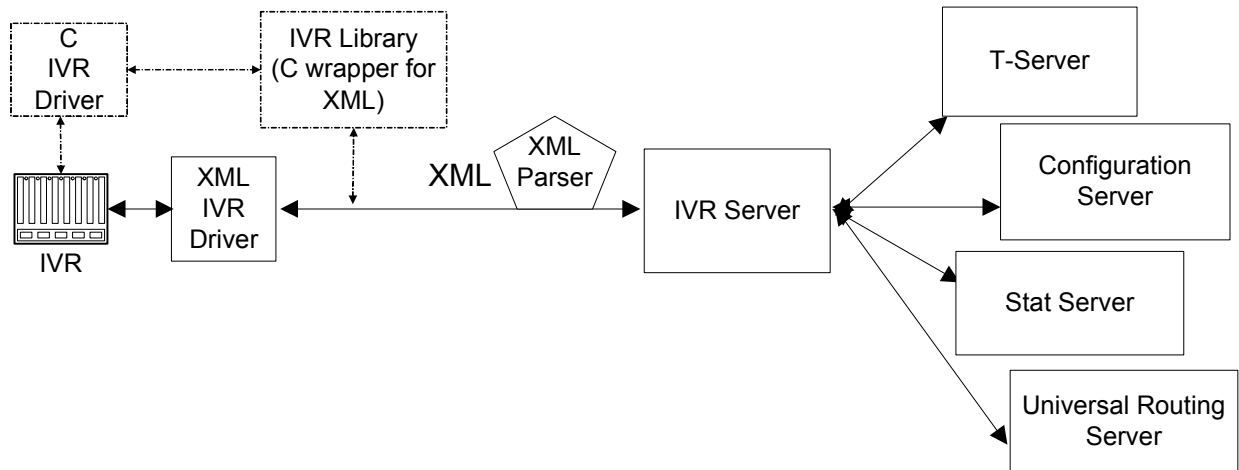 C
IVR
Driver
IVR Library
(C wrapper for
XML)
IVR
XML
IVR
Driver
XML
XML
Parser
IVR Server
T-Server
Configuration
Server
Stat Server
Universal Routing
Server